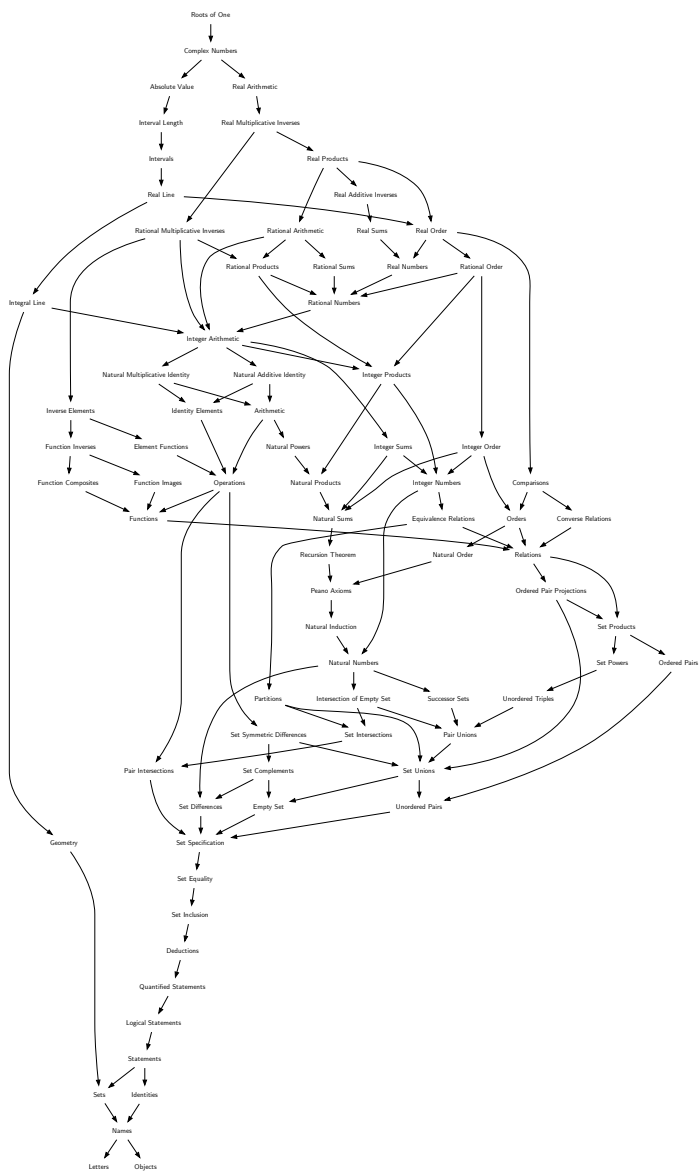 Roots of One
Complex Numbers
Absolute Value
Real Arithmetic
Interval Length
Real Multiplicative Inverses
Intervals
Real Products
Real Line
Real Additive Inverses
Rational Multiplicative Inverses
Rational Arithmetic
Real Sums
Real Order
Rational Products
Rational Sums
Real Numbers
Rational Order
Integral Line
Rational Numbers
Integer Arithmetic
Natural Multiplicative Identity
Natural Additive Identity
Integer Products
Inverse Elements
Identity Elements
Arithmetic
Function Inverses
Element Functions
Natural Powers
Integer Sums
Integer Order
Function Composites
Function Images
Operations
Natural Products
Integer Numbers
Comparisons
Functions
Natural Sums
Equivalence Relations
Orders
Converse Relations
Recursion Theorem
Natural Order
Relations
Peano Axioms
Ordered Pair Projections
Natural Induction
Set Products
Natural Numbers
Set Powers
Ordered Pairs
Partitions
Intersection of Empty Set
Successor Sets
Unordered Triples
Set Symmetric Differences
Set Intersections
Pair Unions
Pair Intersections
Set Complements
Set Unions
Set Differences
Empty Set
Unordered Pairs
Geometry
Set Specification
Set Equality
Set Inclusion
Deductions
Quantified Statements
Logical Statements
Statements
Sets
Identities
Names
Letters
Objects